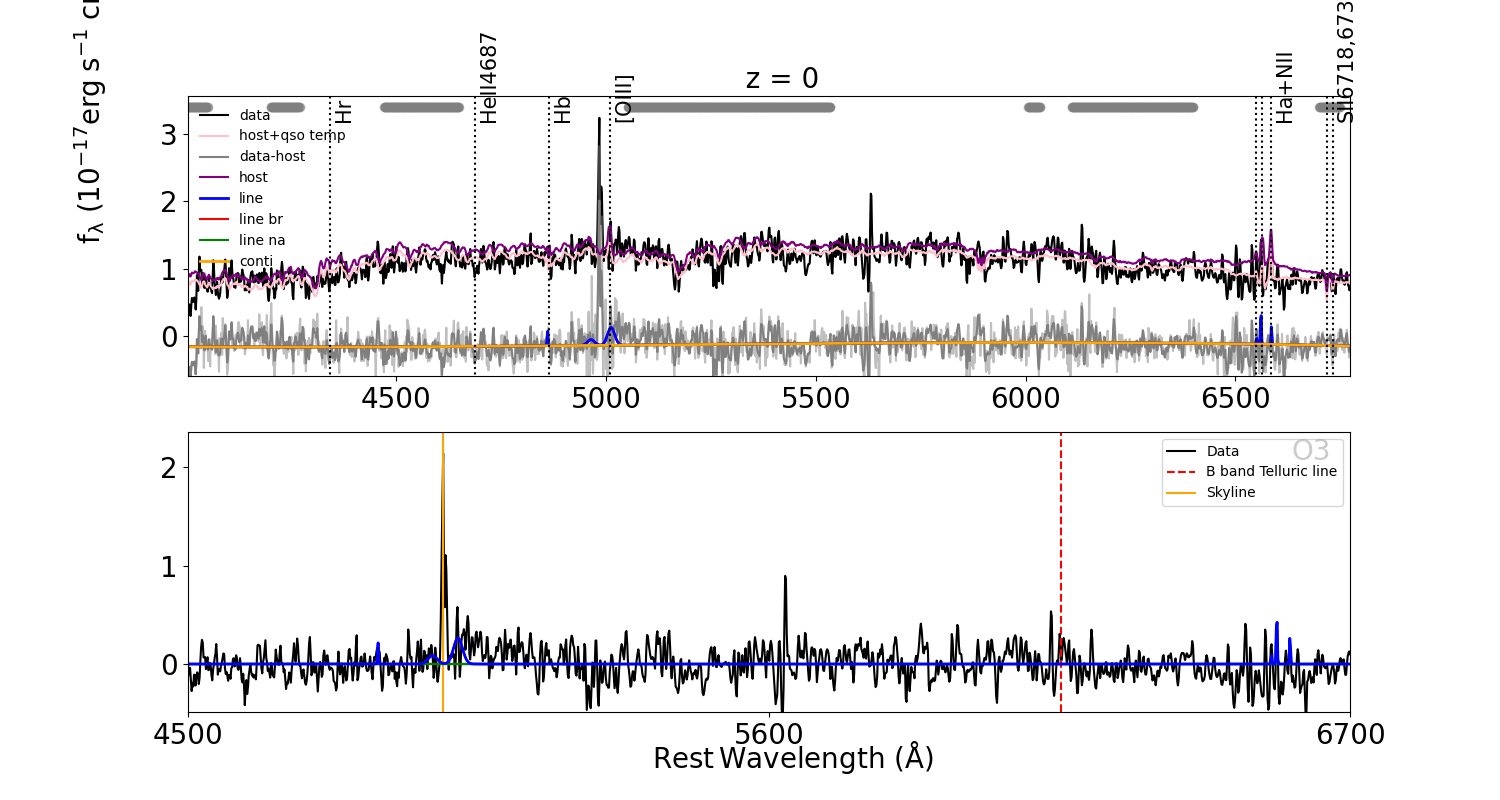 z = 0
f_λ (10^{-17} erg s^{-1} c
Hr
HeII4687
Hb
[OIII]
Ha+NII
SII6718,673
data
host+qso temp
data-host
host
line
line br
line na
conti
3
2
1
0
4500 5000 5500 6000 6500
O3
Data
B band Telluric line
Skyline
2
1
0
4500 5600 6700
Rest Wavelength (Å)